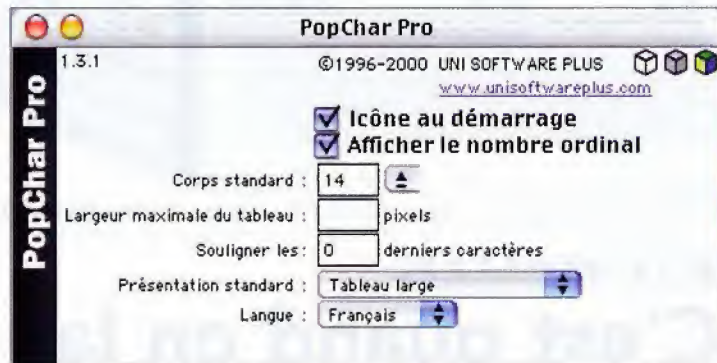 PopChar Pro
1.3.1
©1996-2000 UNI SOFTWARE PLUS
www.unisoftwareplus.com
PopChar Pro
Icône au démarrage
Afficher le nombre ordinal
Corps standard : 14
Largeur maximale du tableau : pixels
Souligner les: 0 derniers caractères
Présentation standard : Tableau large
Langue : Français